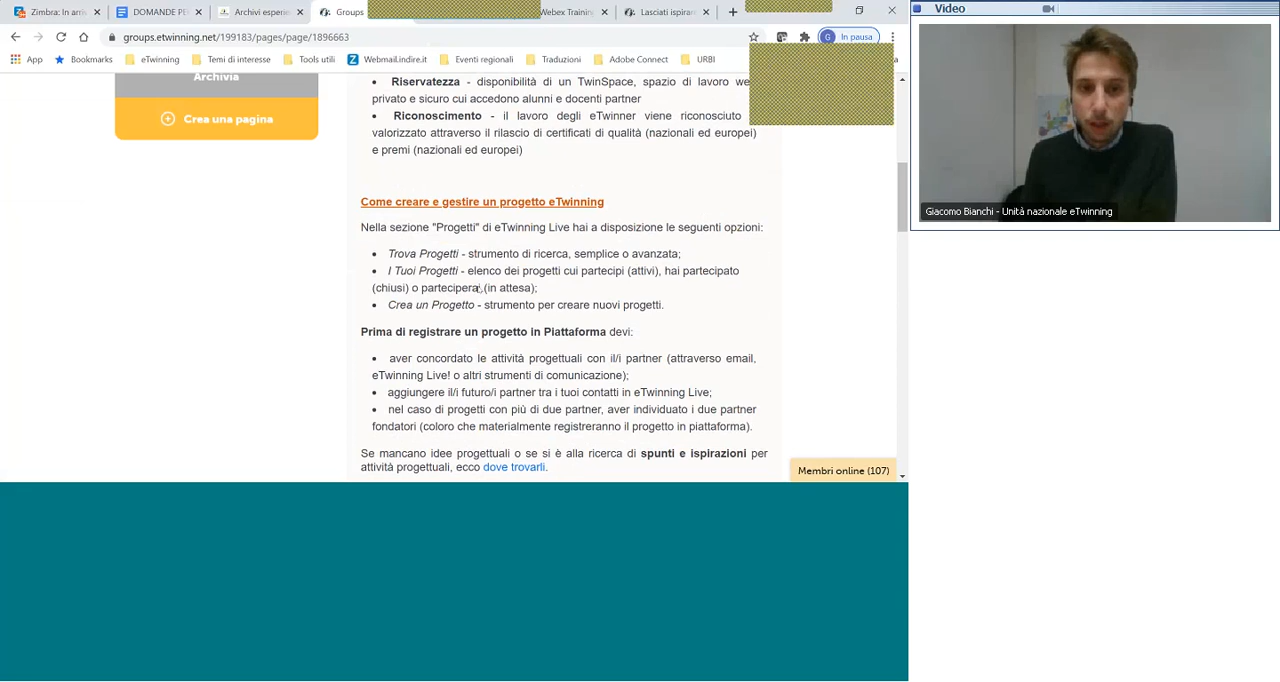 Zimbra: In arri
DOMANDE PE
Archivi esperie
Groups
Webex Training
Lasciati ispirar
Video
groups.etwinning.net/199183/pages/page/1896663
G In pausa
App
Bookmarks
eTwinning
Temi di interesse
Tools utili
Webmail.indire.it
Eventi regionali
Traduzioni
Adobe Connect
URBI
Archivia
Crea una pagina
• Riservatezza - disponibilità di un TwinSpace, spazio di lavoro we
privato e sicuro cui accedono alunni e docenti partner
• Riconoscimento - il lavoro degli eTwinner viene riconosciuto
valorizzato attraverso il rilascio di certificati di qualità (nazionali ed europei)
e premi (nazionali ed europei)
Come creare e gestire un progetto eTwinning
Nella sezione "Progetti" di eTwinning Live hai a disposizione le seguenti opzioni:
• Trova Progetti - strumento di ricerca, semplice o avanzata;
• I Tuoi Progetti - elenco dei progetti cui partecipi (attivi), hai partecipato
(chiusi) o parteciperai (in attesa);
• Crea un Progetto - strumento per creare nuovi progetti.
Prima di registrare un progetto in Piattaforma devi:
• aver concordato le attività progettuali con il/i partner (attraverso email,
eTwinning Live! o altri strumenti di comunicazione);
• aggiungere il/i futuro/i partner tra i tuoi contatti in eTwinning Live;
• nel caso di progetti con più di due partner, aver individuato i due partner
fondatori (coloro che materialmente registreranno il progetto in piattaforma).
Se mancano idee progettuali o se si è alla ricerca di spunti e ispirazioni per
attività progettuali, ecco dove trovarli.
Membri online (107)
Giacomo Bianchi - Unità nazionale eTwinning